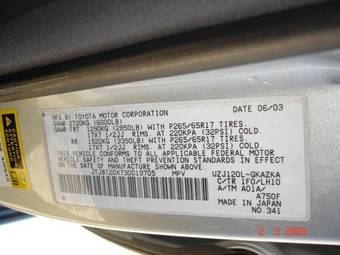 MFD BY TOYOTA MOTOR CORPORATION DATE 06/03
GVWR 2720KG (6000LB)
GAWR FRT 1290KG (2850LB) WITH P265/65R17 TIRES.
17X7 1/2JJ RIMS. AT 220KPA (32PSI) COLD
RR. 1520KG (3350LB) WITH P265/65R17 TIRES.
17X7 1/2JJ RIMS. AT 220KPA (32PSI) COLD
THIS VEHICLE CONFORMS TO ALL APPLICABLE FEDERAL MOTOR
VEHICLE SAFETY STANDARDS IN EFFECT ON THE DATE OF
MANUFACTURE SHOWN ABOVE.
JTJBT20X730019705 MPV UZJ120L-GKAZKA
C/TR 1F0/LH10
A/TM A01A/
A750F
MADE IN JAPAN
NO.341
2 3 2009